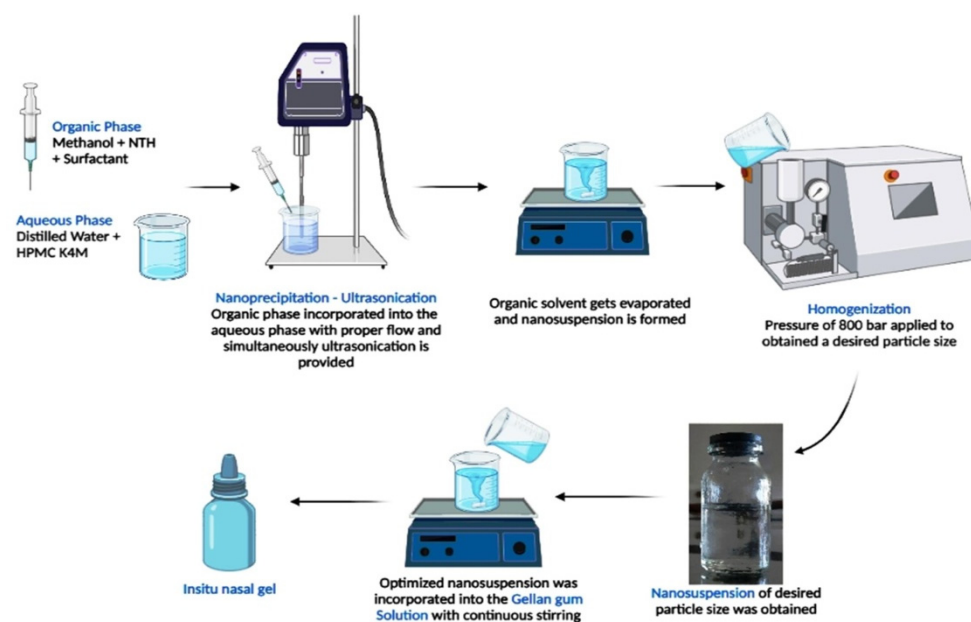 Organic Phase
Methanol + NTH
+ Surfactant
Aqueous Phase
Distilled Water +
HPMC K4M
Nanoprecipitation - Ultrasonication
Organic phase incorporated into the
aqueous phase with proper flow and
simultaneously ultrasonication is
provided
Organic solvent gets evaporated
and nanosuspension is formed
Homogenization
Pressure of 800 bar applied to
obtained a desired particle size
Nanosuspension of desired
particle size was obtained
Optimized nanosuspension was
incorporated into the Gellan gum
Solution with continuous stirring
Insitu nasal gel